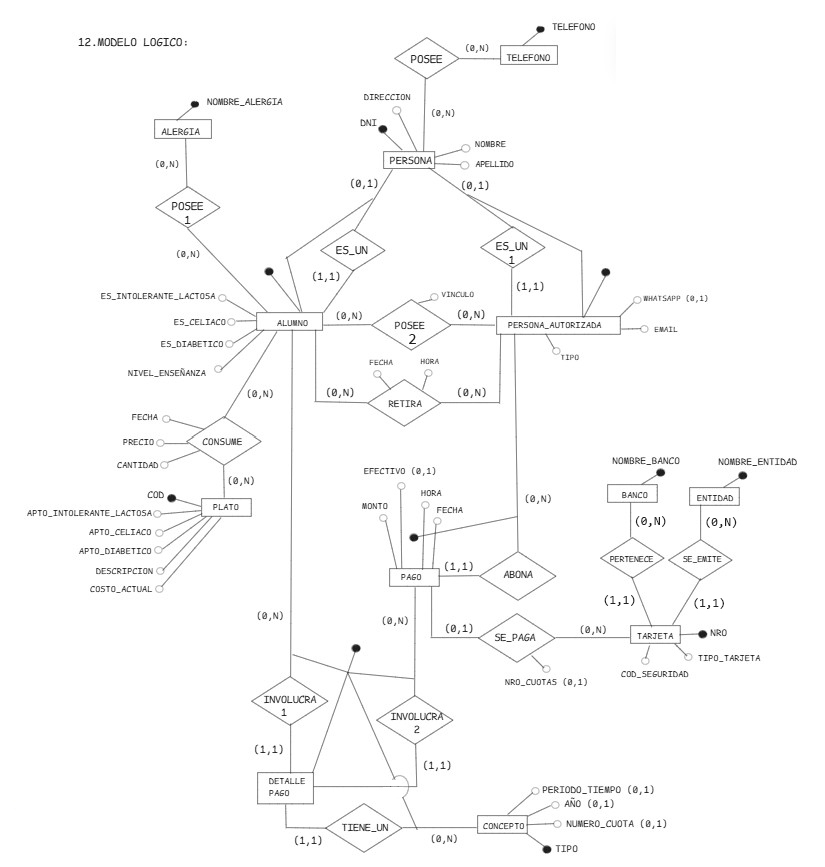 12.MODELO LOGICO:
TELEFONO
POSEE
(0,N)
TELEFONO
DIRECCION
NOMBRE_ALERGIA
(0,N)
DNI
ALERGIA
NOMBRE
PERSONA
APELLIDO
(0,N)
(0,1)
(0,1)
POSEE
1
ES_UN
ES_UN
1
(0,N)
(1,1)
(1,1)
ES_INTOLERANTE_LACTOSA
VINCULO
WHATSAPP (0,1)
ES_CELIACO
ALUMNO
(0,N)
POSEE
2
(0,N)
PERSONA_AUTORIZADA
EMAIL
ES_DIABETICO
TIPO
FECHA
HORA
NIVEL_ENSEÑANZA
(0,N)
(0,N)
(0,N)
RETIRA
FECHA
PRECIO
CONSUME
CANTIDAD
NOMBRE_BANCO
NOMBRE_ENTIDAD
EFECTIVO (0,1)
(0,N)
COD
HORA
BANCO
ENTIDAD
(0,N)
MONTO
PLATO
FECHA
APTO_INTOLERANTE_LACTOSA
(0,N)
(0,N)
APTO_CELIACO
APTO_DIABETICO
PERTENECE
SE_EMITE
(1,1)
DESCRIPCION
PAGO
ABONA
COSTO_ACTUAL
(1,1)
(1,1)
(0,N)
(0,N)
(0,1)
SE_PAGA
(0,N)
TARJETA
NRO
TIPO_TARJETA
COD_SEGURIDAD
NRO_CUOTAS (0,1)
INVOLUCRA
1
INVOLUCRA
2
(1,1)
(1,1)
DETALLE
PAGO
PERIODO_TIEMPO (0,1)
AÑO (0,1)
TIENE_UN
CONCEPTO
NUMERO_CUOTA (0,1)
(1,1)
(0,N)
TIPO